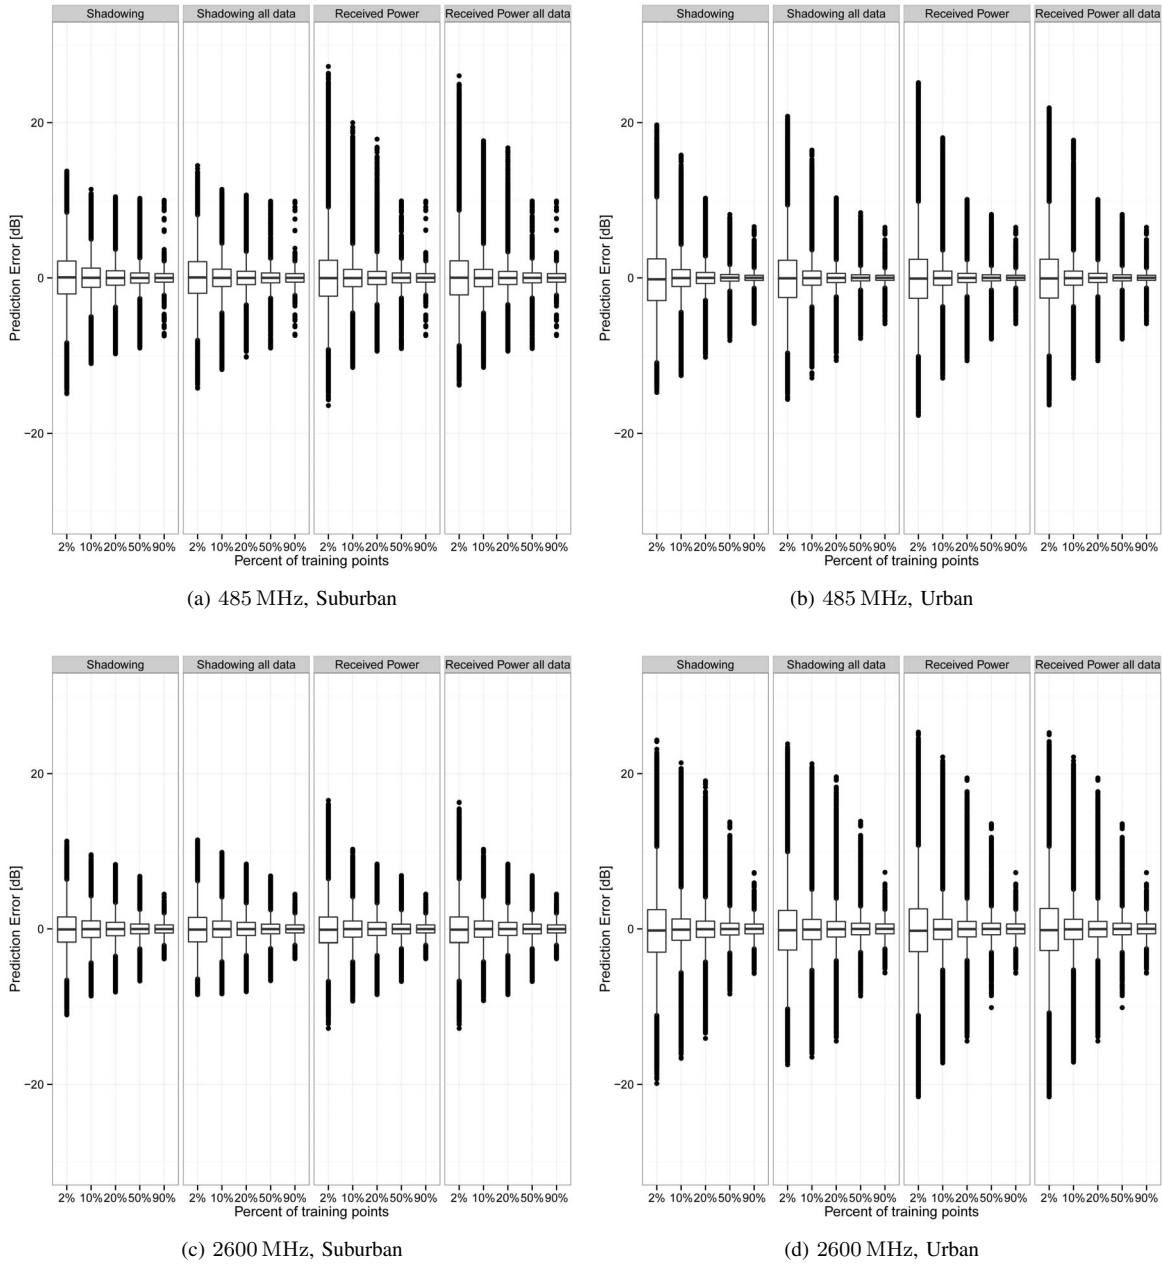 Shadowing Shadowing all data Received Power Received Power all data
20
0
−20
Prediction Error [dB]
2% 10% 20% 50% 90% 2% 10% 20% 50% 90% 2% 10% 20% 50% 90% 2% 10% 20% 50% 90%
Percent of training points
(a) 485 MHz, Suburban
Shadowing Shadowing all data Received Power Received Power all data
20
0
−20
Prediction Error [dB]
2% 10% 20% 50% 90% 2% 10% 20% 50% 90% 2% 10% 20% 50% 90% 2% 10% 20% 50% 90%
Percent of training points
(b) 485 MHz, Urban
Shadowing Shadowing all data Received Power Received Power all data
20
0
−20
Prediction Error [dB]
2% 10% 20% 50% 90% 2% 10% 20% 50% 90% 2% 10% 20% 50% 90% 2% 10% 20% 50% 90%
Percent of training points
(c) 2600 MHz, Suburban
Shadowing Shadowing all data Received Power Received Power all data
20
0
−20
Prediction Error [dB]
2% 10% 20% 50% 90% 2% 10% 20% 50% 90% 2% 10% 20% 50% 90% 2% 10% 20% 50% 90%
Percent of training points
(d) 2600 MHz, Urban